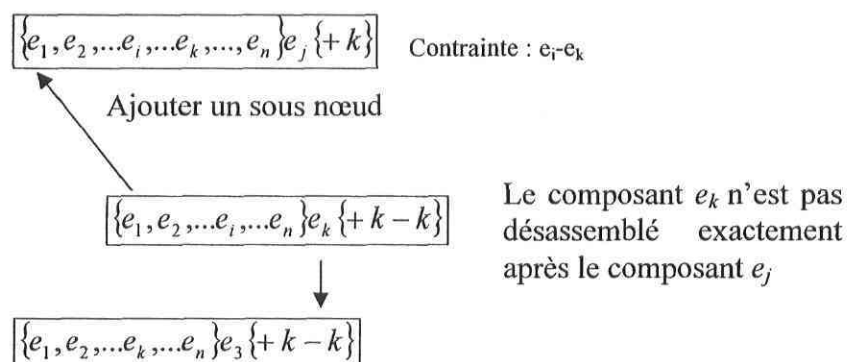 {e₁, e₂, ...eᵢ, ...eₖ, ..., eₙ}eⱼ{+ k}
Contrainte : eᵢ-eₖ
Ajouter un sous nœud
{e₁, e₂, ...eᵢ, ...eₙ}eₖ{+ k − k}
Le composant eₖ n'est pas
désassemblé exactement
après le composant eⱼ
{e₁, e₂, ...eₖ, ...eₙ}e₃{+ k − k}